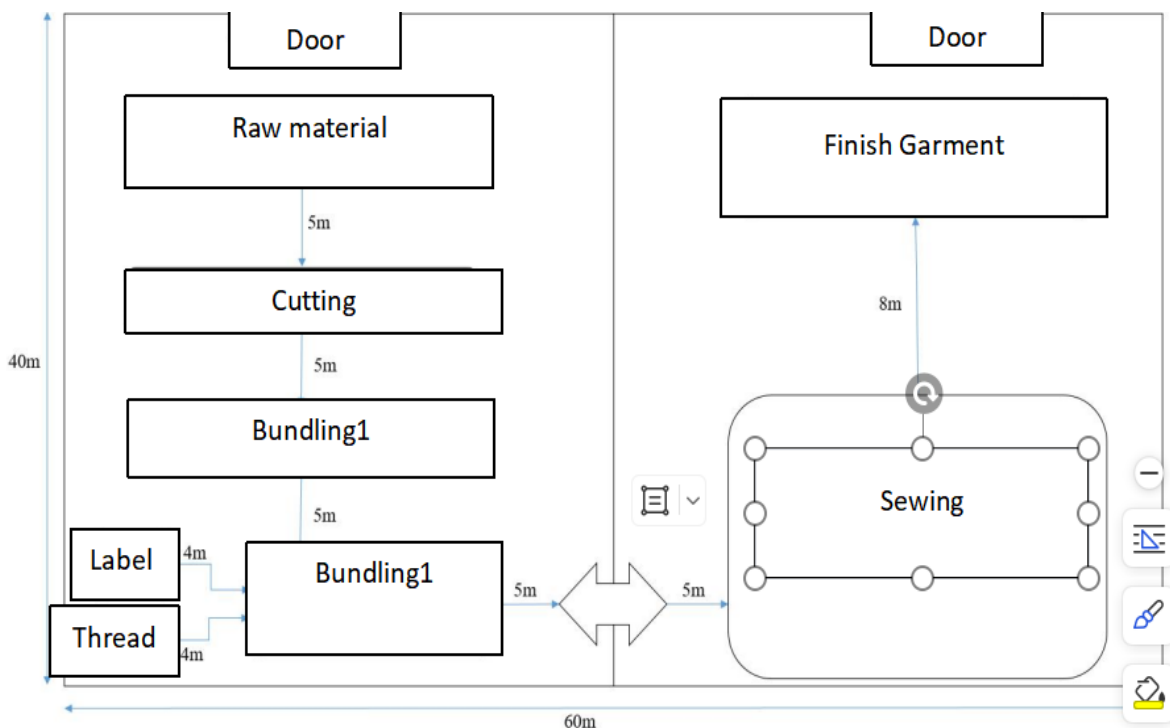 Door
Door
Raw material
Finish Garment
5m
Cutting
8m
40m
5m
Bundling1
5m
Sewing
Label
4m
Bundling1
5m
5m
Thread
4m
60m